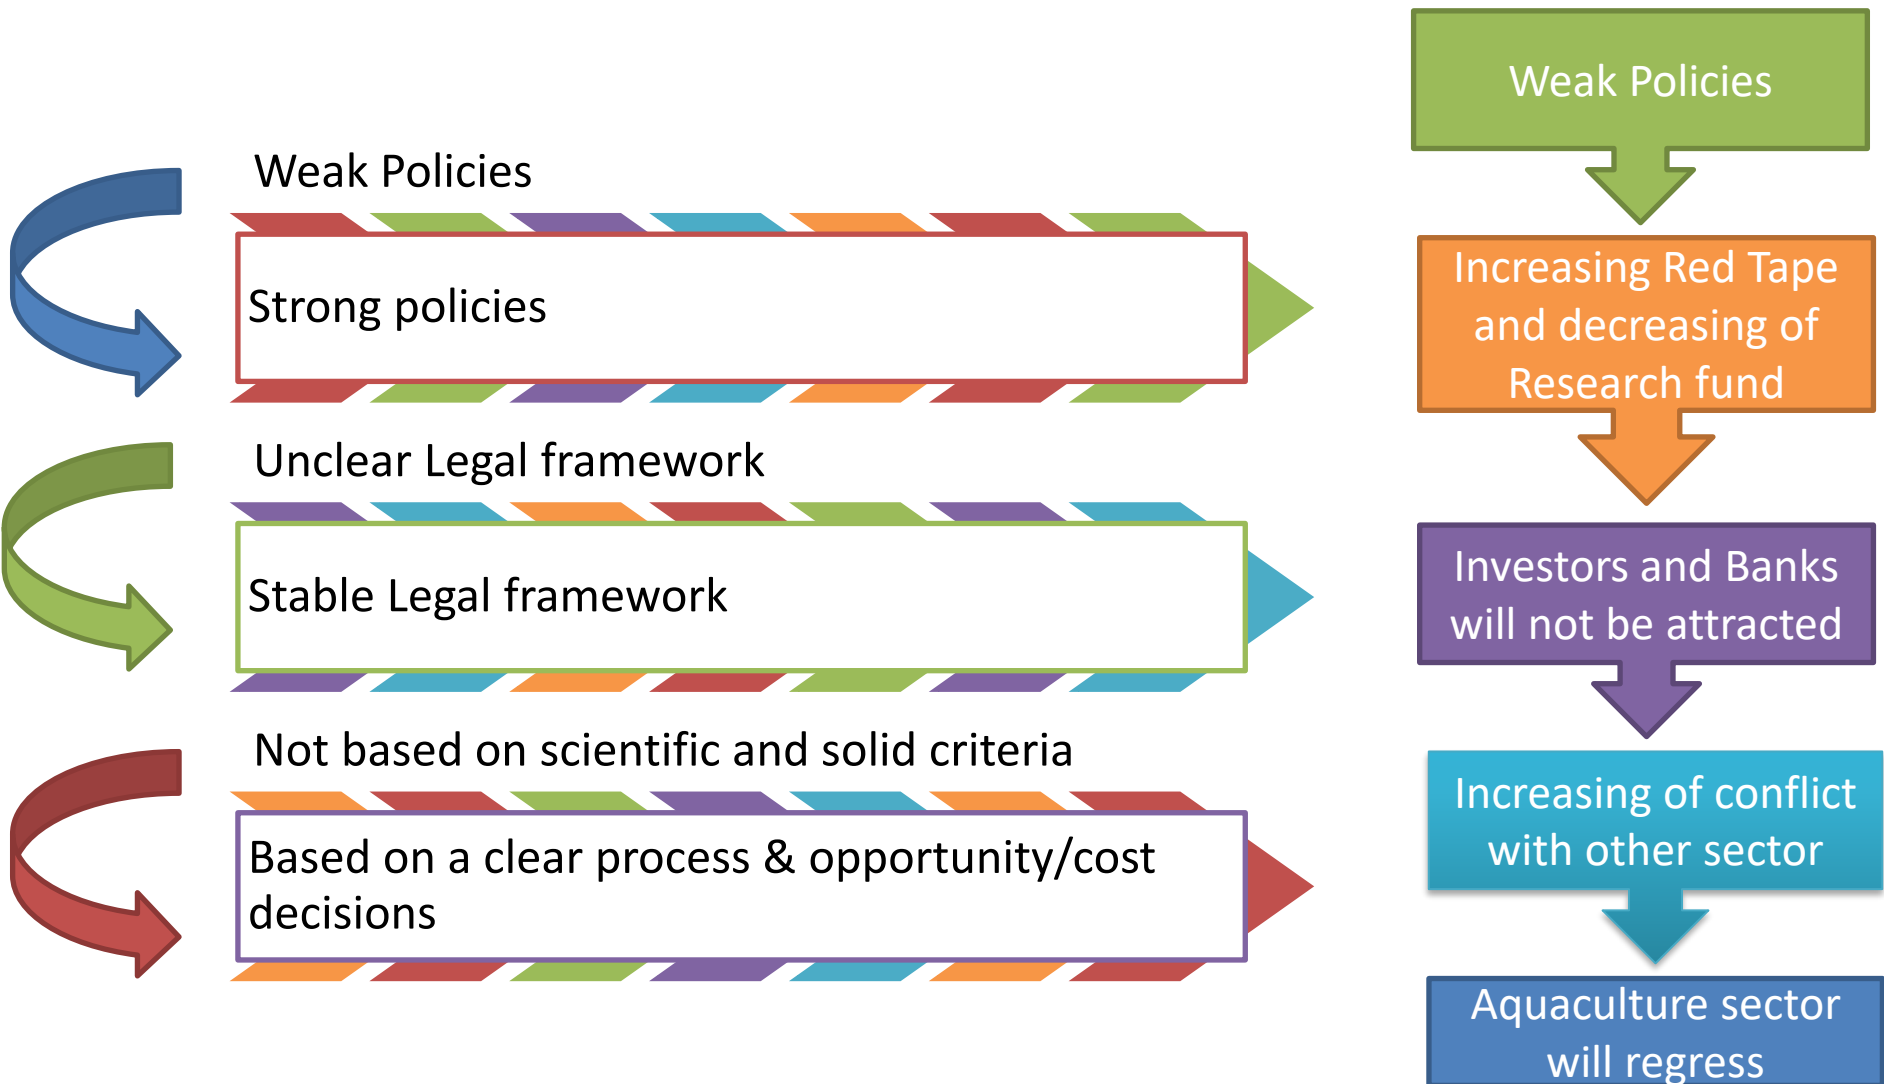 Weak Policies
Strong policies
Unclear Legal framework
Stable Legal framework
Not based on scientific and solid criteria
Based on a clear process & opportunity/cost
decisions
Weak Policies
Increasing Red Tape
and decreasing of
Research fund
Investors and Banks
will not be attracted
Increasing of conflict
with other sector
Aquaculture sector
will regress